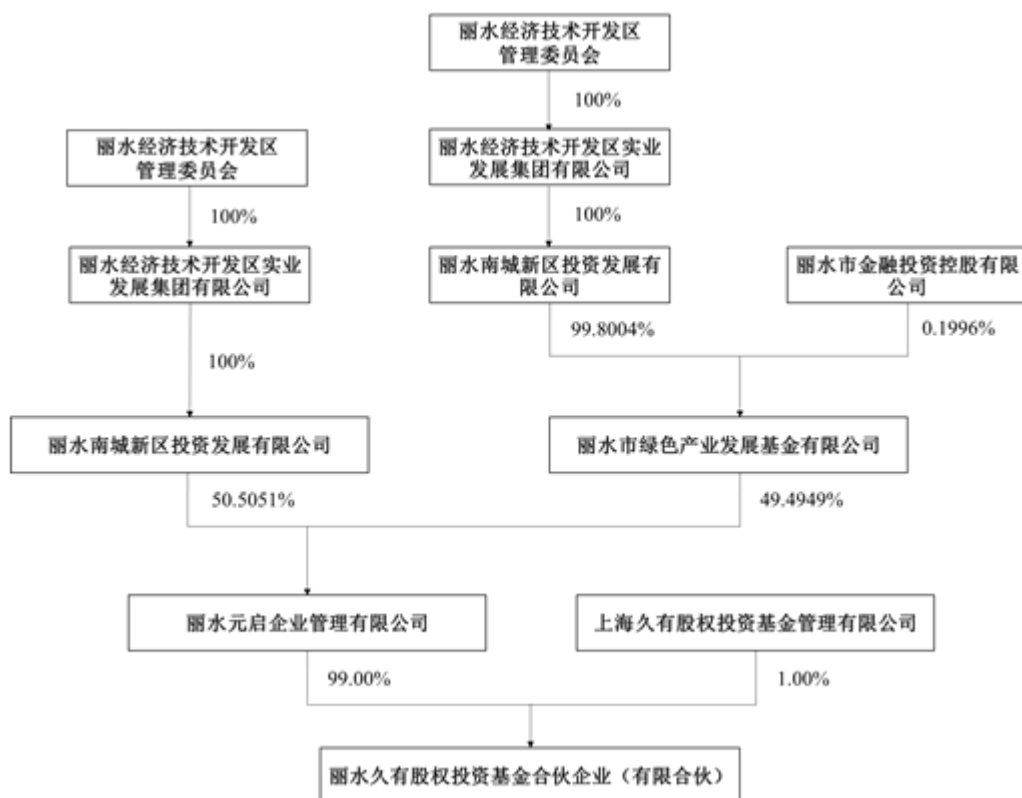 丽水经济技术开发区
管理委员会
100%
丽水经济技术开发区
管理委员会
丽水经济技术开发区实业
发展集团有限公司
100%
100%
丽水经济技术开发区实业
发展集团有限公司
丽水南城新区投资发展有
限公司
丽水市金融投资控股有限
公司
99.8004%
0.1996%
100%
丽水南城新区投资发展有限公司
丽水市绿色产业发展基金有限公司
50.5051%
49.4949%
丽水元启企业管理有限公司
上海久有股权投资基金管理有限公司
99.00%
1.00%
丽水久有股权投资基金合伙企业（有限合伙）